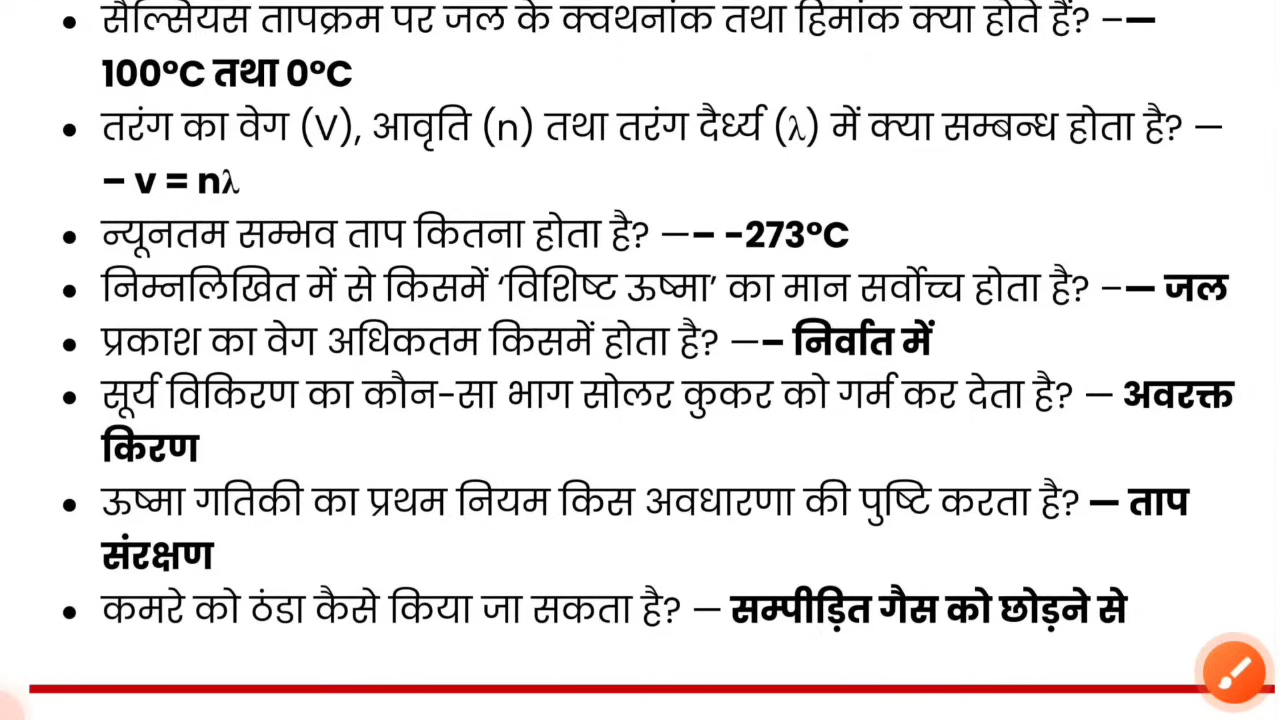 • सैल्सियस तापक्रम पर जल के क्वथनांक तथा हिमांक क्या होते हैं? –—
100°C तथा 0°C
• तरंग का वेग (V), आवृति (n) तथा तरंग दैर्ध्य (λ) में क्या सम्बन्ध होता है? —
– v = nλ
• न्यूनतम सम्भव ताप कितना होता है? —– -273°C
• निम्नलिखित में से किसमें ‘विशिष्ट ऊष्मा’ का मान सर्वोच्च होता है? –— जल
• प्रकाश का वेग अधिकतम किसमें होता है? —– निर्वात में
• सूर्य विकिरण का कौन-सा भाग सोलर कुकर को गर्म कर देता है? — अवरक्त
किरण
• ऊष्मा गतिकी का प्रथम नियम किस अवधारणा की पुष्टि करता है? — ताप
संरक्षण
• कमरे को ठंडा कैसे किया जा सकता है? — सम्पीड़ित गैस को छोड़ने से